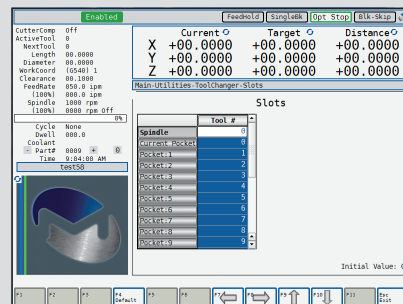 Enabled
FeedHold SingleBk Opt Stop Blk-Skip
CutterComp Off
ActiveTool 0
NextTool 0
Length 00.0000
Diameter 00.0000
WorkCoord (G540) 1
Clearance 00.1000
FeedRate 050.0 ipm
(100%) 000.0 ipm
Spindle 1000 rpm
(100%) 0000 rpm Off
0%
Cycle None
Dwell 000.0
Coolant
- Part# 0009 + 0
Time 9:04:00 AM
test58
Current Target Distance
X +00.0000 +00.0000 +00.0000
Y +00.0000 +00.0000 +00.0000
Z +00.0000 +00.0000 +00.0000
Main-Utilities-ToolChanger-Slots
Slots
Tool #
Spindle 0
Current Pocket 0
Pocket:1 1
Pocket:2 2
Pocket:3 3
Pocket:4 4
Pocket:5 5
Pocket:6 6
Pocket:7 7
Pocket:8 8
Pocket:9 9
Initial Value: 0
F1 F2 F3 F4 F5 F6 F7 F8 F9 F10 F11 Esc
Default Exit